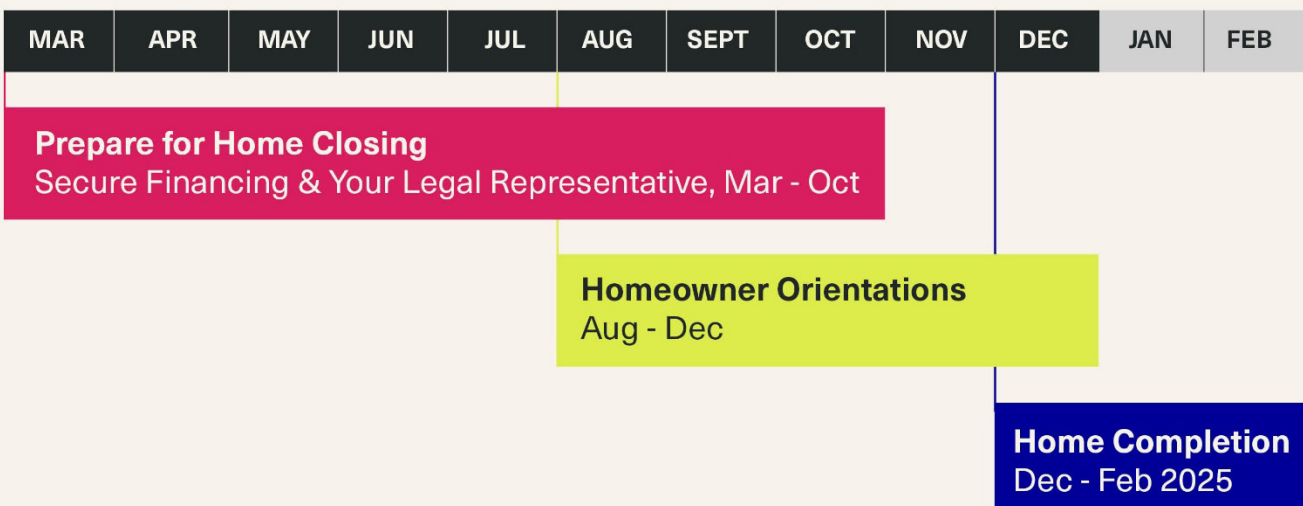 MAR APR MAY JUN JUL AUG SEPT OCT NOV DEC JAN FEB
Prepare for Home Closing
Secure Financing & Your Legal Representative, Mar - Oct
Homeowner Orientations
Aug - Dec
Home Completion
Dec - Feb 2025